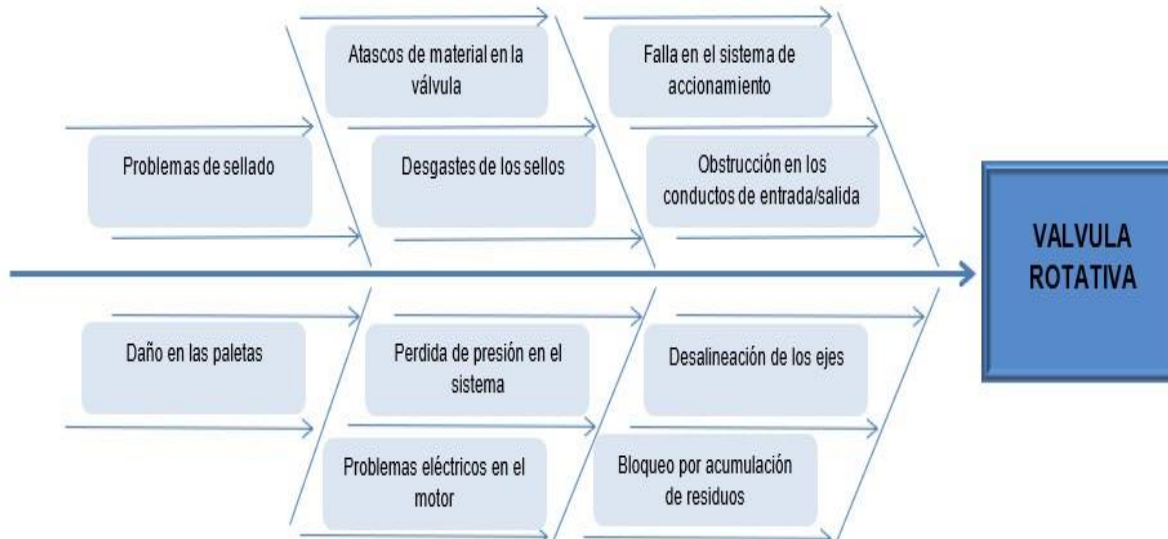 Atascos de material en la
válvula
Falla en el sistema de
accionamiento
Problemas de sellado
Desgastes de los sellos
Obstrucción en los
conductos de entrada/salida
VALVULA
ROTATIVA
Daño en las paletas
Perdida de presión en el
sistema
Desalineación de los ejes
Problemas eléctricos en el
motor
Bloqueo por acumulación
de residuos